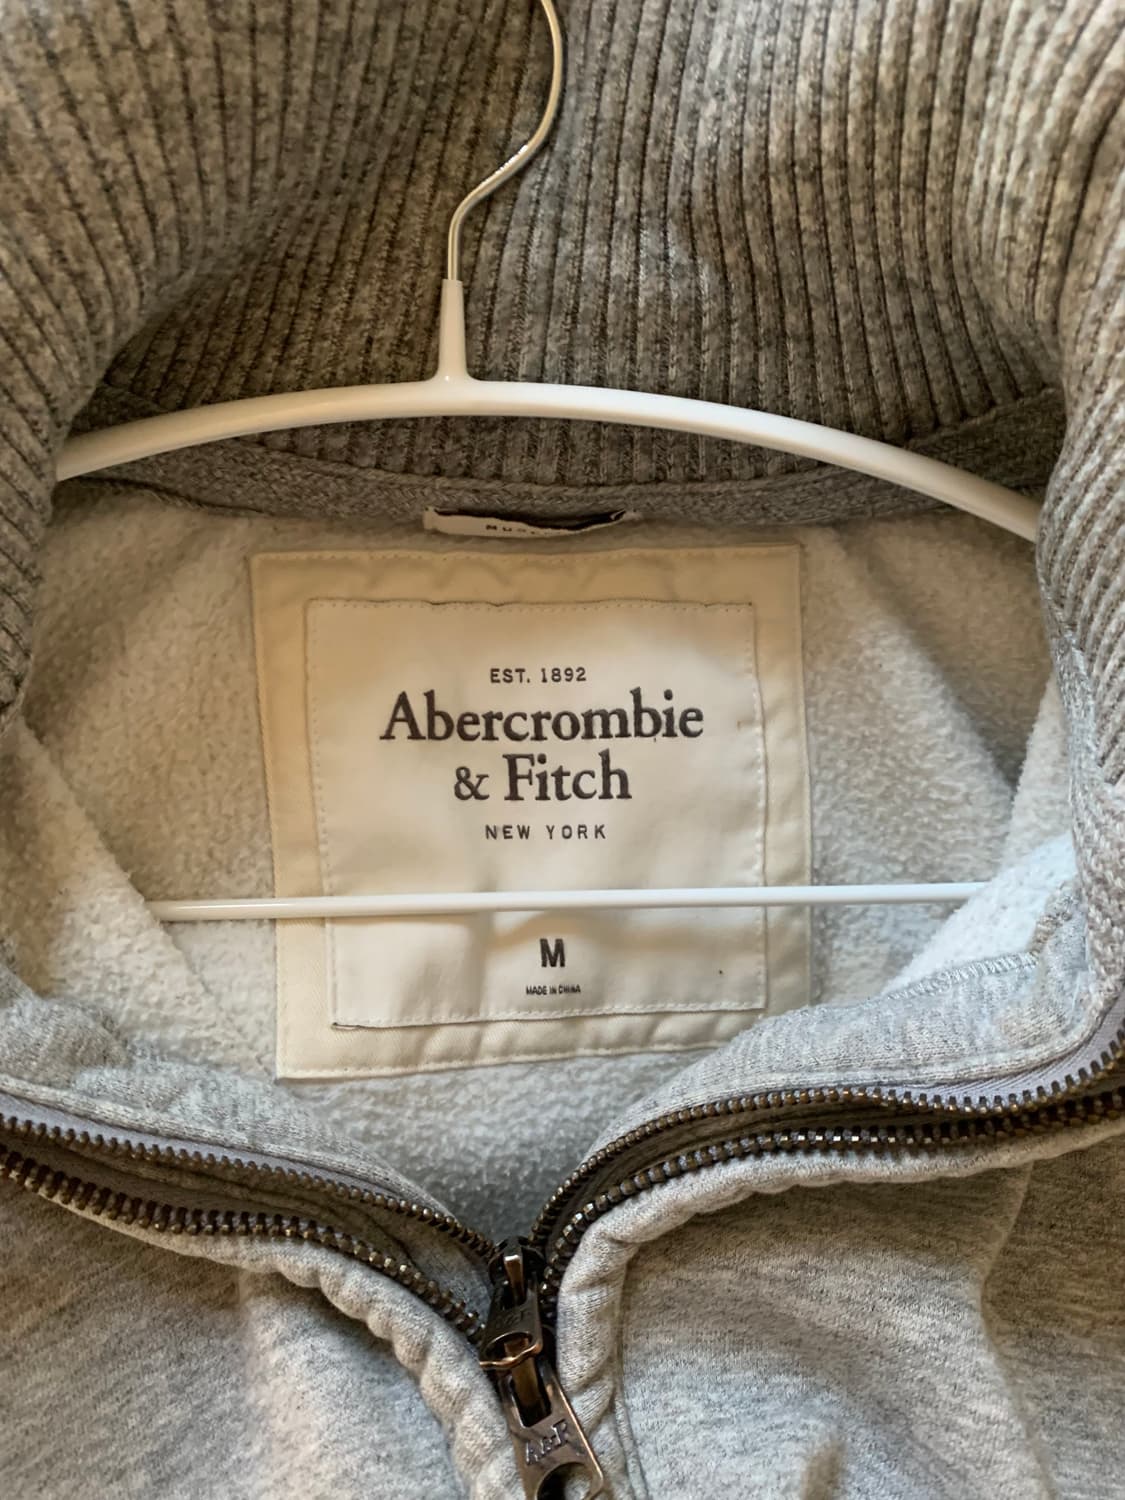 EST. 1892
Abercrombie
& Fitch
NEW YORK
M
MADE IN CHINA
A&F